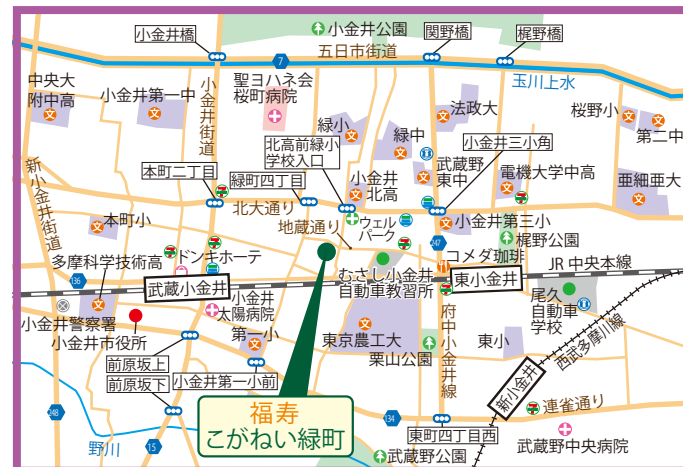 小金井橋
小金井公園
関野橋
梶野橋
五日市街道
7
玉川上水
中央大
附中高
小金井第一中
小金井街道
聖ヨハネ会
桜町病院
法政大
桜野小
第二中
緑小
緑中
北高前緑小
学校入口
小金井三小角
武蔵野
東中
電機大学中高
亜細亜大
新小金井街道
本町二丁目
緑町四丁目
小金井
北高
北大通り
地蔵通り
ウェル
パーク
本町小
小金井第三小
梶野公園
247
コメダ珈琲
ドンキホーテ
多摩科学技術高
むさし小金井
自動車教習所
JR中央本線
136
武蔵小金井
東小金井
尾久
自動車
学校
小金井警察署
小金井市役所
小金井
太陽病院
第一小
東京農工大
栗山公園
府中小金井線
東小
西武多摩川線
新小金井
前原坂上
前原坂下
小金井第一小前
連雀通り
248
野川
15
134
福寿
こがねい緑町
東町四丁目西
武蔵野公園
武蔵野中央病院